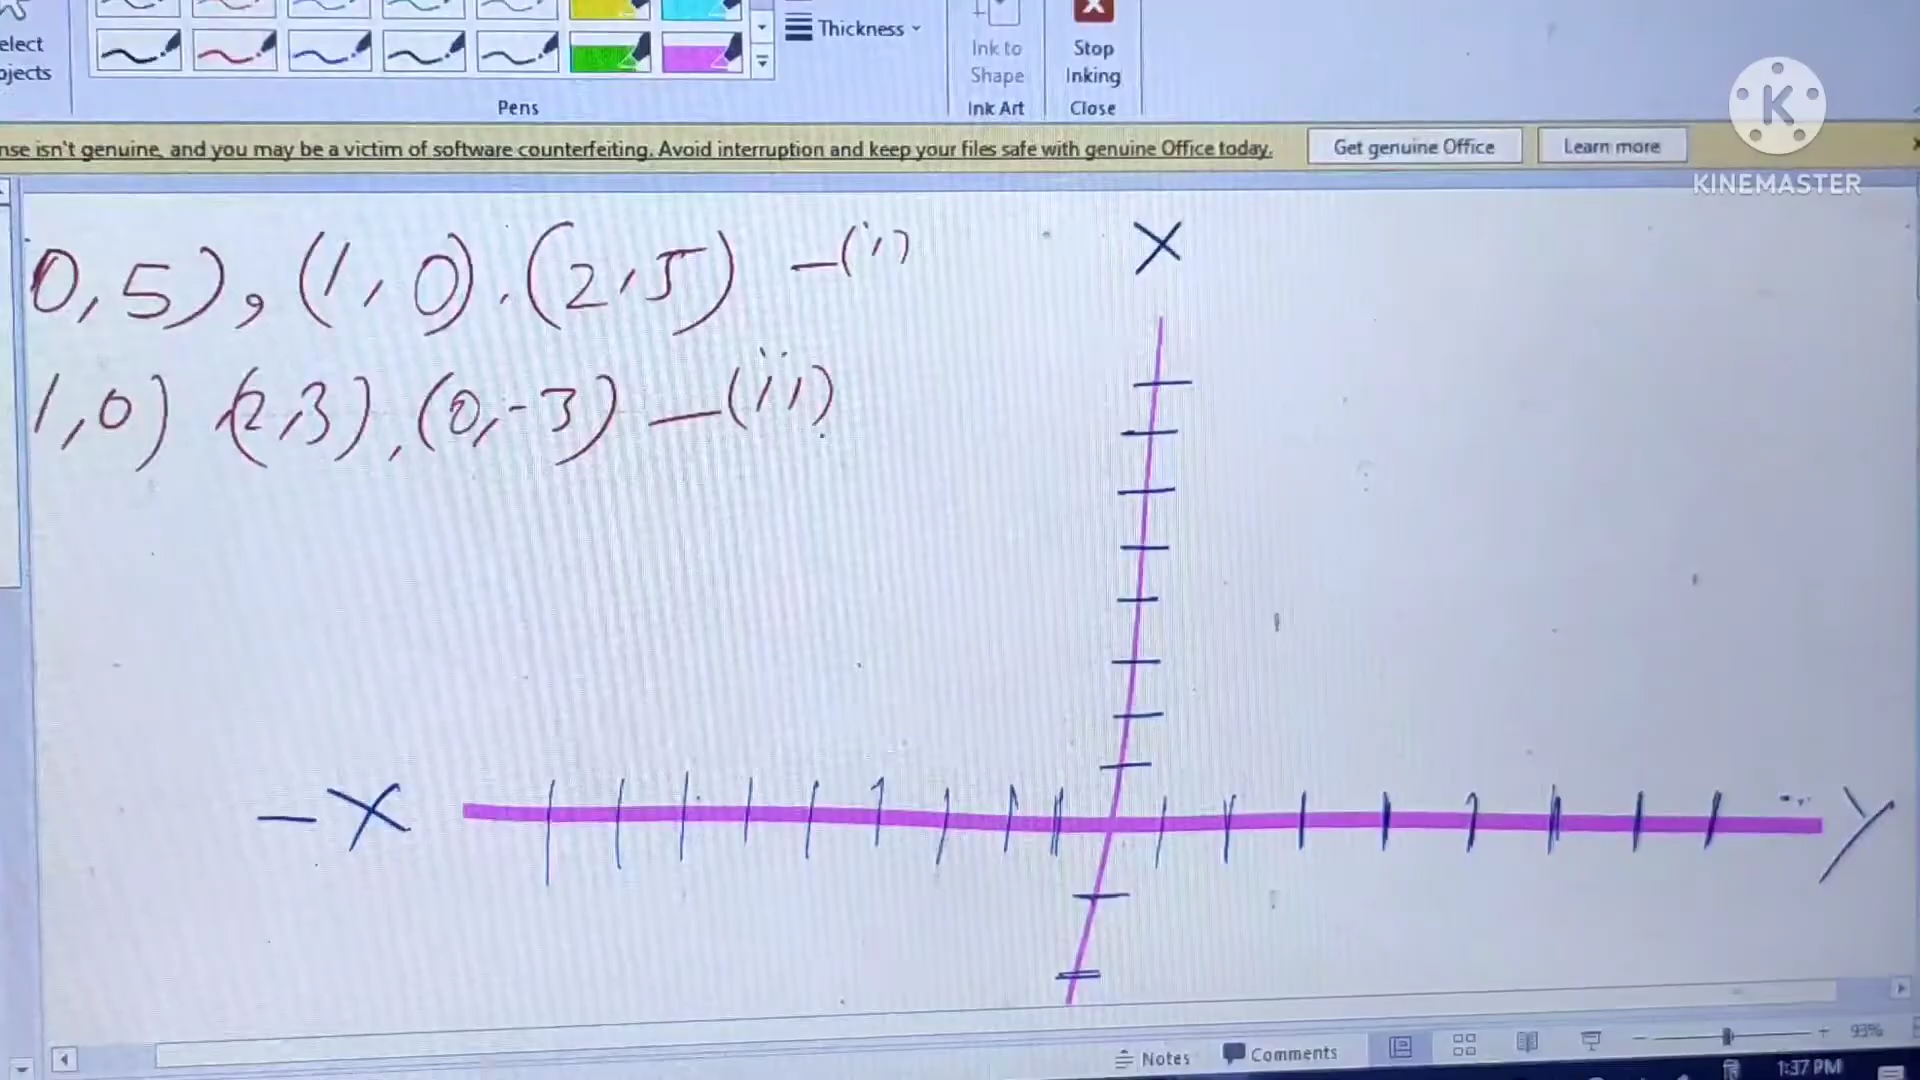 elect
ojects
Thickness
Ink to
Shape
Stop
Inking
Pens
Ink Art
Close
nse isn't genuine, and you may be a victim of software counterfeiting. Avoid interruption and keep your files safe with genuine Office today.
Get genuine Office
Learn more
K
KINEMASTER
0, 5), (1, 0). (2, 5) —(i)
1, 0) (2, 3), (0, -3) —(ii)
X
-X
Y
Notes
Comments
93%
1:37 PM